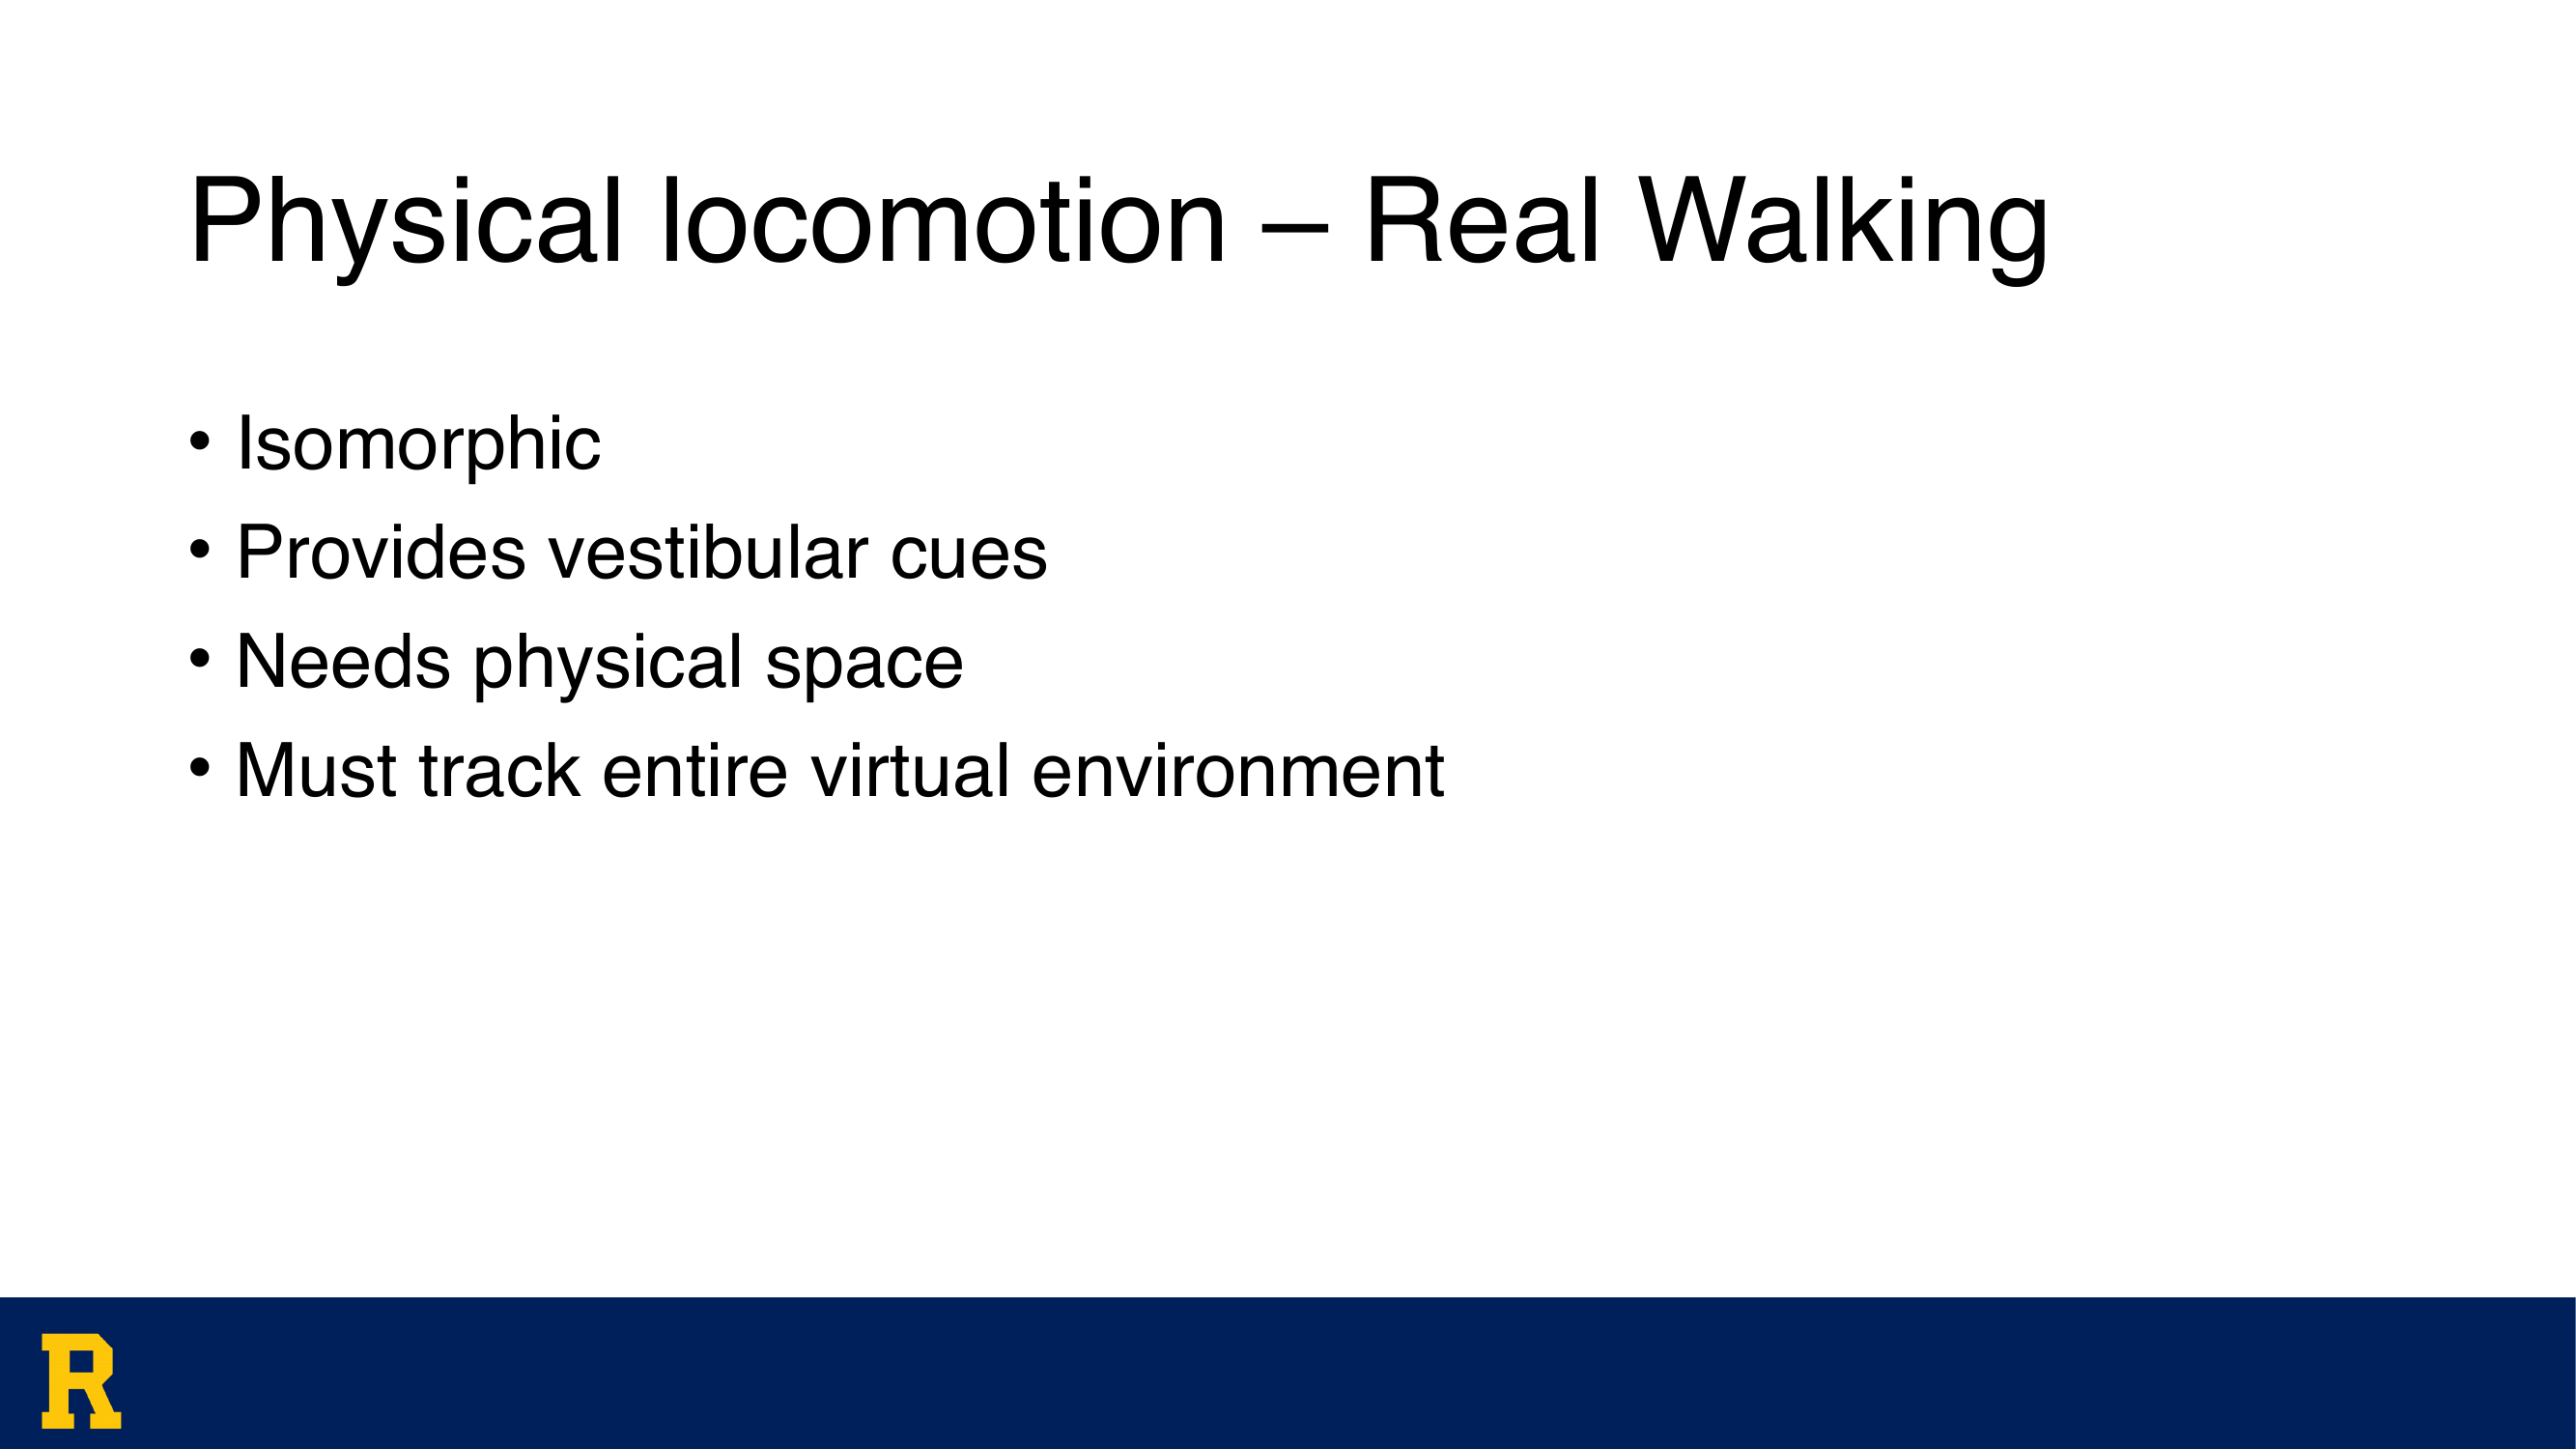 Physical locomotion – Real Walking
• Isomorphic
• Provides vestibular cues
• Needs physical space
• Must track entire virtual environment
R